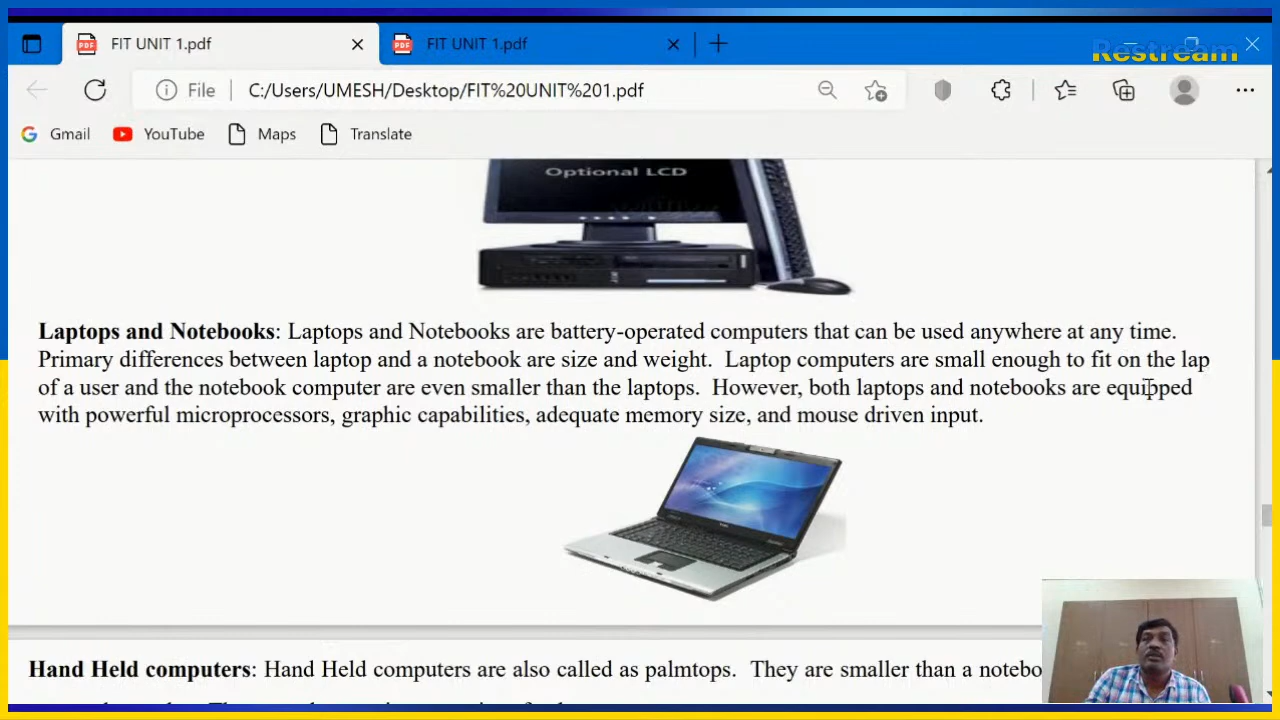 FIT UNIT 1.pdf
FIT UNIT 1.pdf
Restream
File
C:/Users/UMESH/Desktop/FIT%20UNIT%201.pdf
Gmail
YouTube
Maps
Translate
Optional LCD
Laptops and Notebooks: Laptops and Notebooks are battery-operated computers that can be used anywhere at any time.
Primary differences between laptop and a notebook are size and weight. Laptop computers are small enough to fit on the lap
of a user and the notebook computer are even smaller than the laptops. However, both laptops and notebooks are equipped
with powerful microprocessors, graphic capabilities, adequate memory size, and mouse driven input.
Hand Held computers: Hand Held computers are also called as palmtops. They are smaller than a